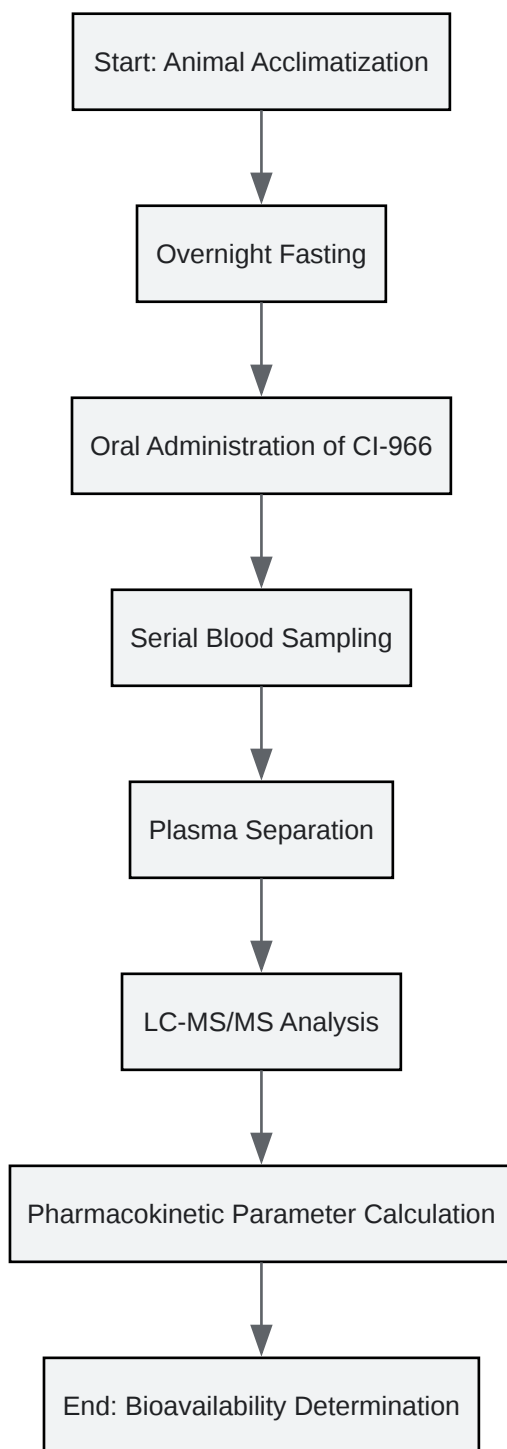 Start: Animal Acclimatization
Overnight Fasting
Oral Administration of CI-966
Serial Blood Sampling
Plasma Separation
LC-MS/MS Analysis
Pharmacokinetic Parameter Calculation
End: Bioavailability Determination